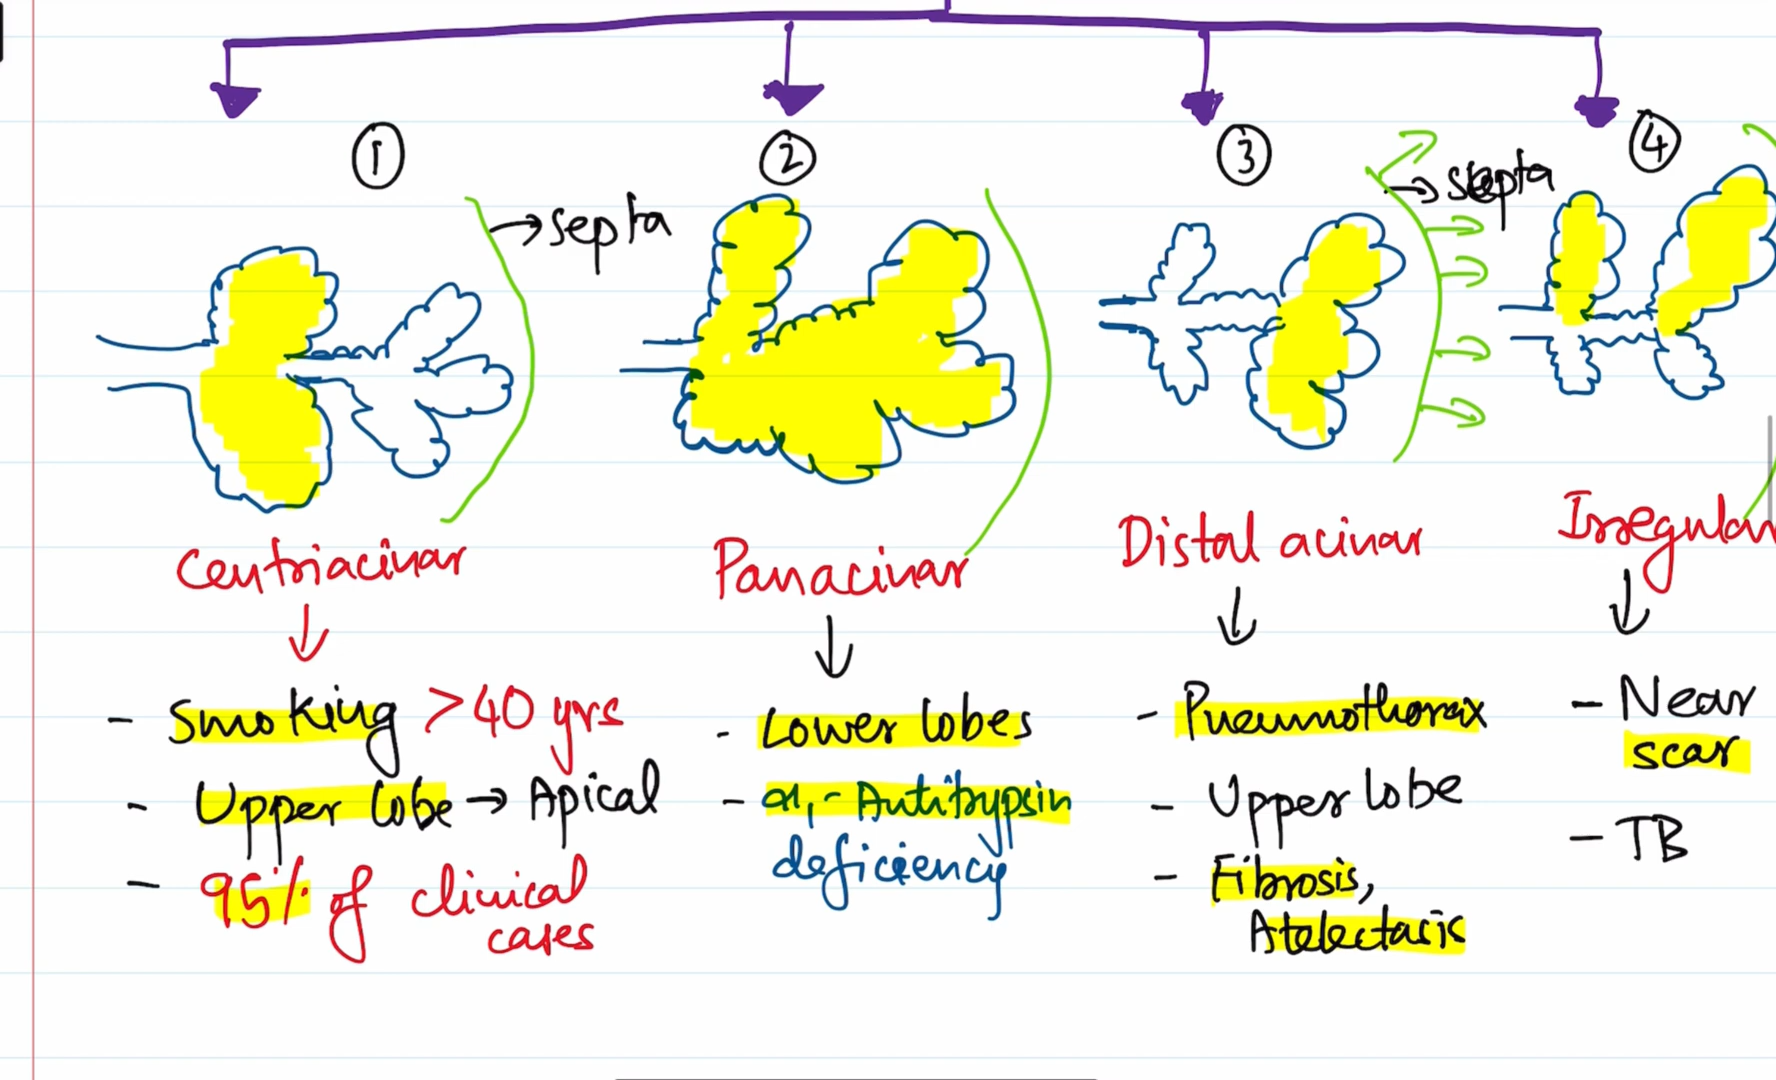 ①
→ septa
②
③
→ septa
④
Centriacinar
Panacinar
Distal acinar
Irregular
↓
↓
↓
↓
- Smoking >40 yrs
- Upper lobe → Apical
- 95% of clinical
cases
- Lower lobes
- α1 - Antitrypsin
deficiency
- Pneumothorax
- Upper lobe
- Fibrosis,
Atelectasis
- Near
scar
- TB